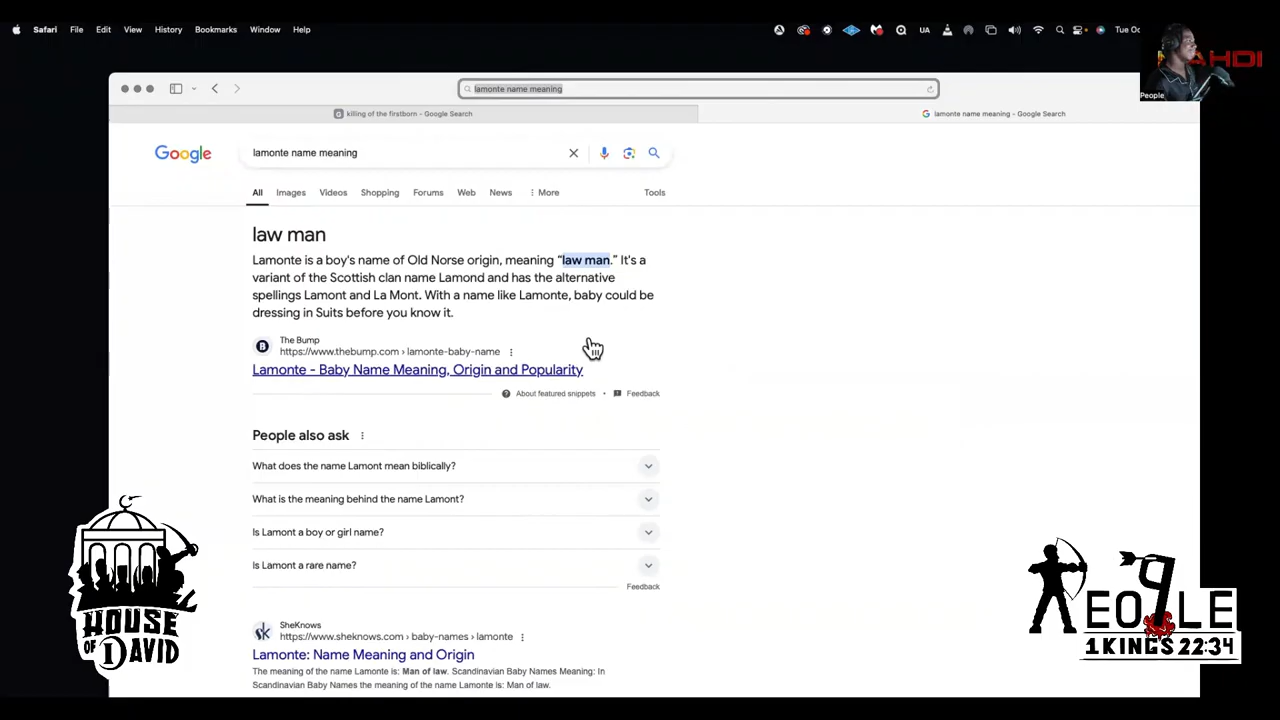 Safari File Edit View History Bookmarks Window Help UA Tue Oc
AHDI
People
lamonte name meaning
killing of the firstborn - Google Search
lamonte name meaning - Google Search
Google
lamonte name meaning
All Images Videos Shopping Forums Web News More Tools
law man
Lamonte is a boy's name of Old Norse origin, meaning “law man.” It's a
variant of the Scottish clan name Lamond and has the alternative
spellings Lamont and La Mont. With a name like Lamonte, baby could be
dressing in Suits before you know it.
The Bump
https://www.thebump.com › lamonte-baby-name
Lamonte - Baby Name Meaning, Origin and Popularity
About featured snippets • Feedback
People also ask
What does the name Lamont mean biblically?
What is the meaning behind the name Lamont?
Is Lamont a boy or girl name?
Is Lamont a rare name?
Feedback
SheKnows
https://www.sheknows.com › baby-names › lamonte
Lamonte: Name Meaning and Origin
The meaning of the name Lamonte is: Man of law. Scandinavian Baby Names Meaning: In
Scandinavian Baby Names the meaning of the name Lamonte is: Man of law.
HOUSE
OF DAVID
PEOPLE
1 KINGS 22:34